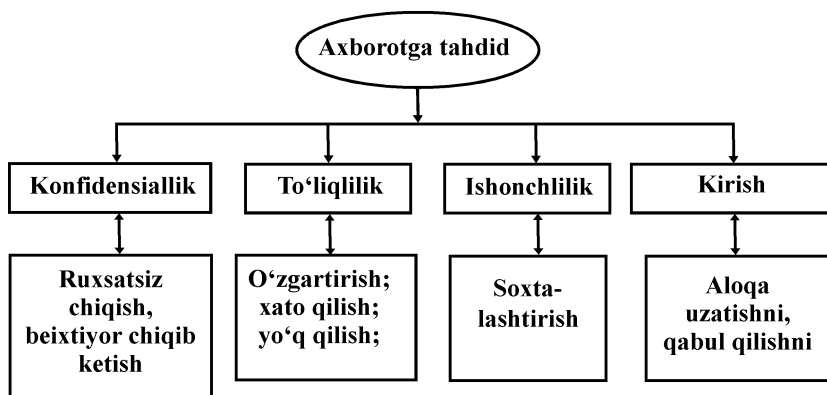 Axborotga tahdid
Konfidensiallik
To‘liqlilik
Ishonchlilik
Kirish
Ruxsatsiz
chiqish,
beixtiyor chiqib
ketish
O‘zgartirish;
xato qilish;
yo‘q qilish;
Soxta-
lashtirish
Aloqa
uzatishni,
qabul qilishni